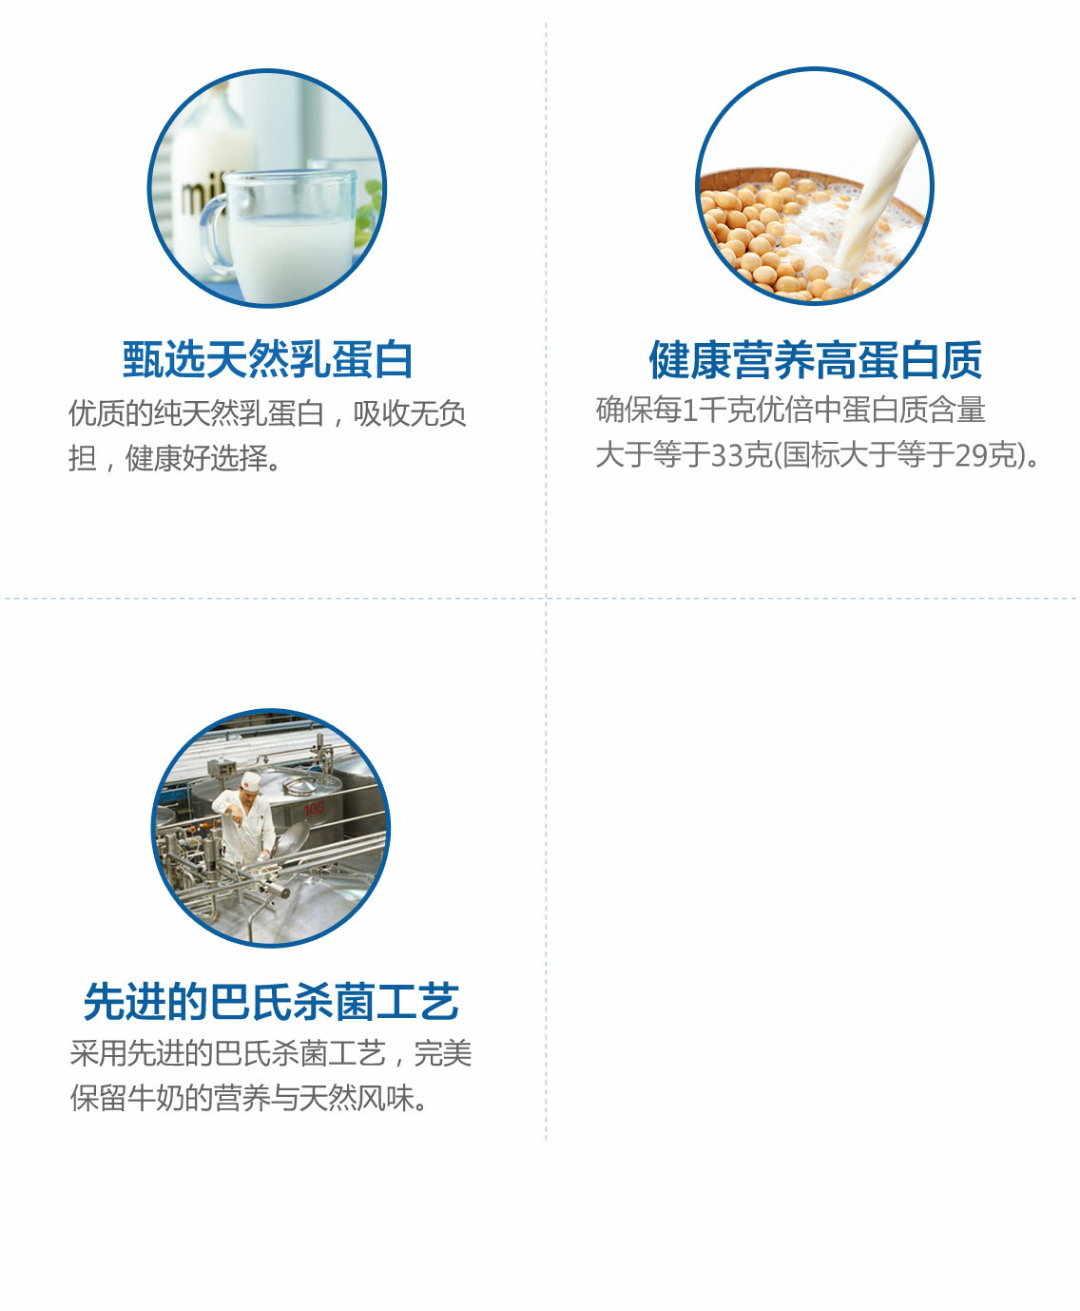 mil
甄选天然乳蛋白
优质的纯天然乳蛋白，吸收无负
担，健康好选择。
健康营养高蛋白质
确保每1千克优倍中蛋白质含量
大于等于33克(国标大于等于29克)。
103
先进的巴氏杀菌工艺
采用先进的巴氏杀菌工艺，完美
保留牛奶的营养与天然风味。